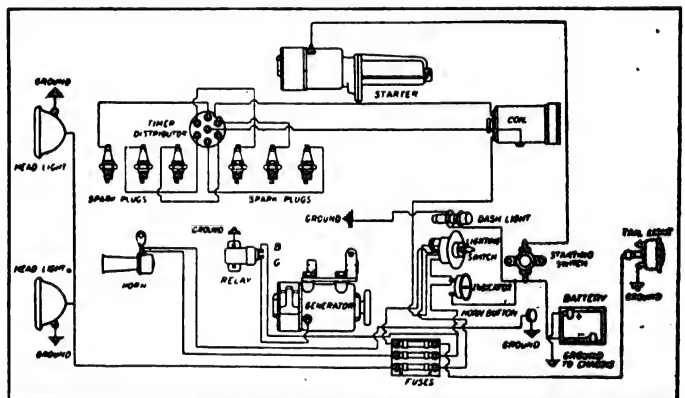 GROUND
HEAD LIGHT
TIMER
DISTRIBUTOR
SPARK PLUGS
SPARK PLUGS
STARTER
COIL
GROUND
DASH LIGHT
LIGHTING
SWITCH
STARTING
SWITCH
TAIL LIGHT
GROUND
HEAD LIGHT
GROUND
HORN
GROUND
RELAY
B
G
GENERATOR
INDICATOR
HORN BUTTON
GROUND
BATTERY
+
-
GROUND
TO CHASSIS
FUSES